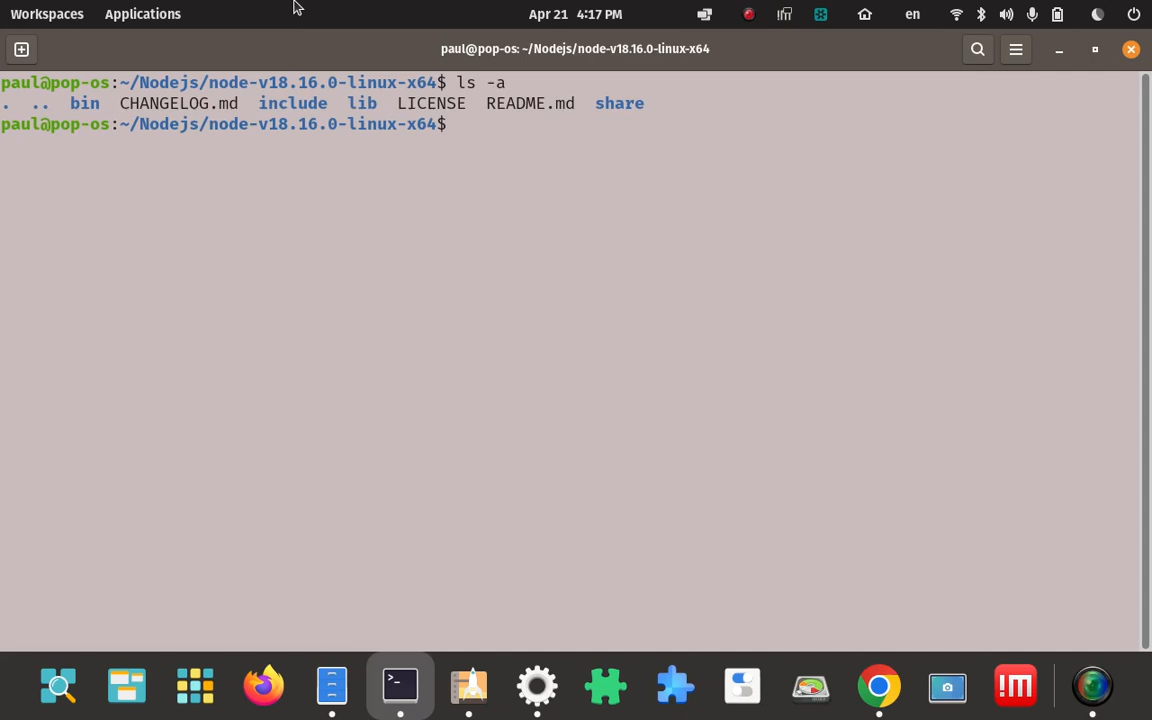 Workspaces Applications Apr 21 4:17 PM en
paul@pop-os: ~/Nodejs/node-v18.16.0-linux-x64
paul@pop-os:~/Nodejs/node-v18.16.0-linux-x64$ ls -a
. .. bin CHANGELOG.md include lib LICENSE README.md share
paul@pop-os:~/Nodejs/node-v18.16.0-linux-x64$
>_ !M